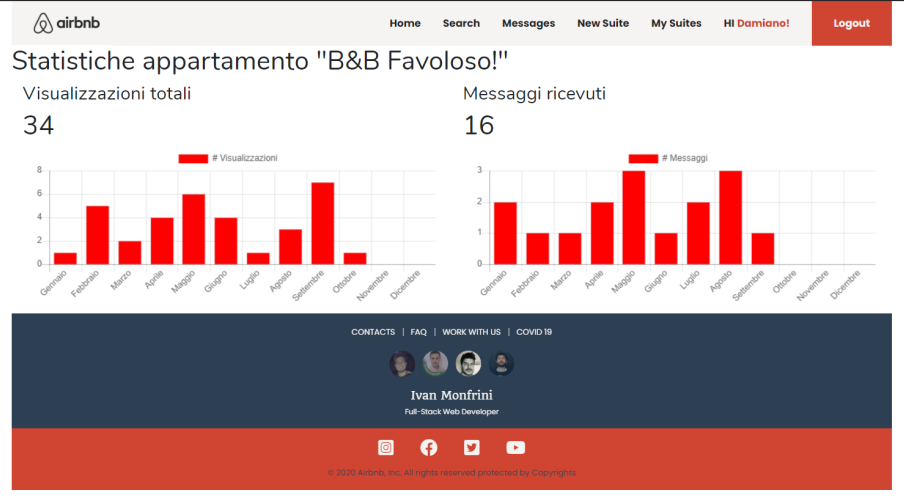 airbnb
Home Search Messages New Suite My Suites HI Damiano! Logout
Statistiche appartamento "B&B Favoloso!"
Visualizzazioni totali
34
# Visualizzazioni
8
6
4
2
0
Gennaio Febbraio Marzo Aprile Maggio Giugno Luglio Agosto Settembre Ottobre Novembre Dicembre
Messaggi ricevuti
16
# Messaggi
3
2
1
0
Gennaio Febbraio Marzo Aprile Maggio Giugno Luglio Agosto Settembre Ottobre Novembre Dicembre
CONTACTS | FAQ | WORK WITH US | COVID 19
Ivan Monfrini
Full-Stack Web Developer
© 2020 Airbnb, Inc. All rights reserved protected by Copyrights